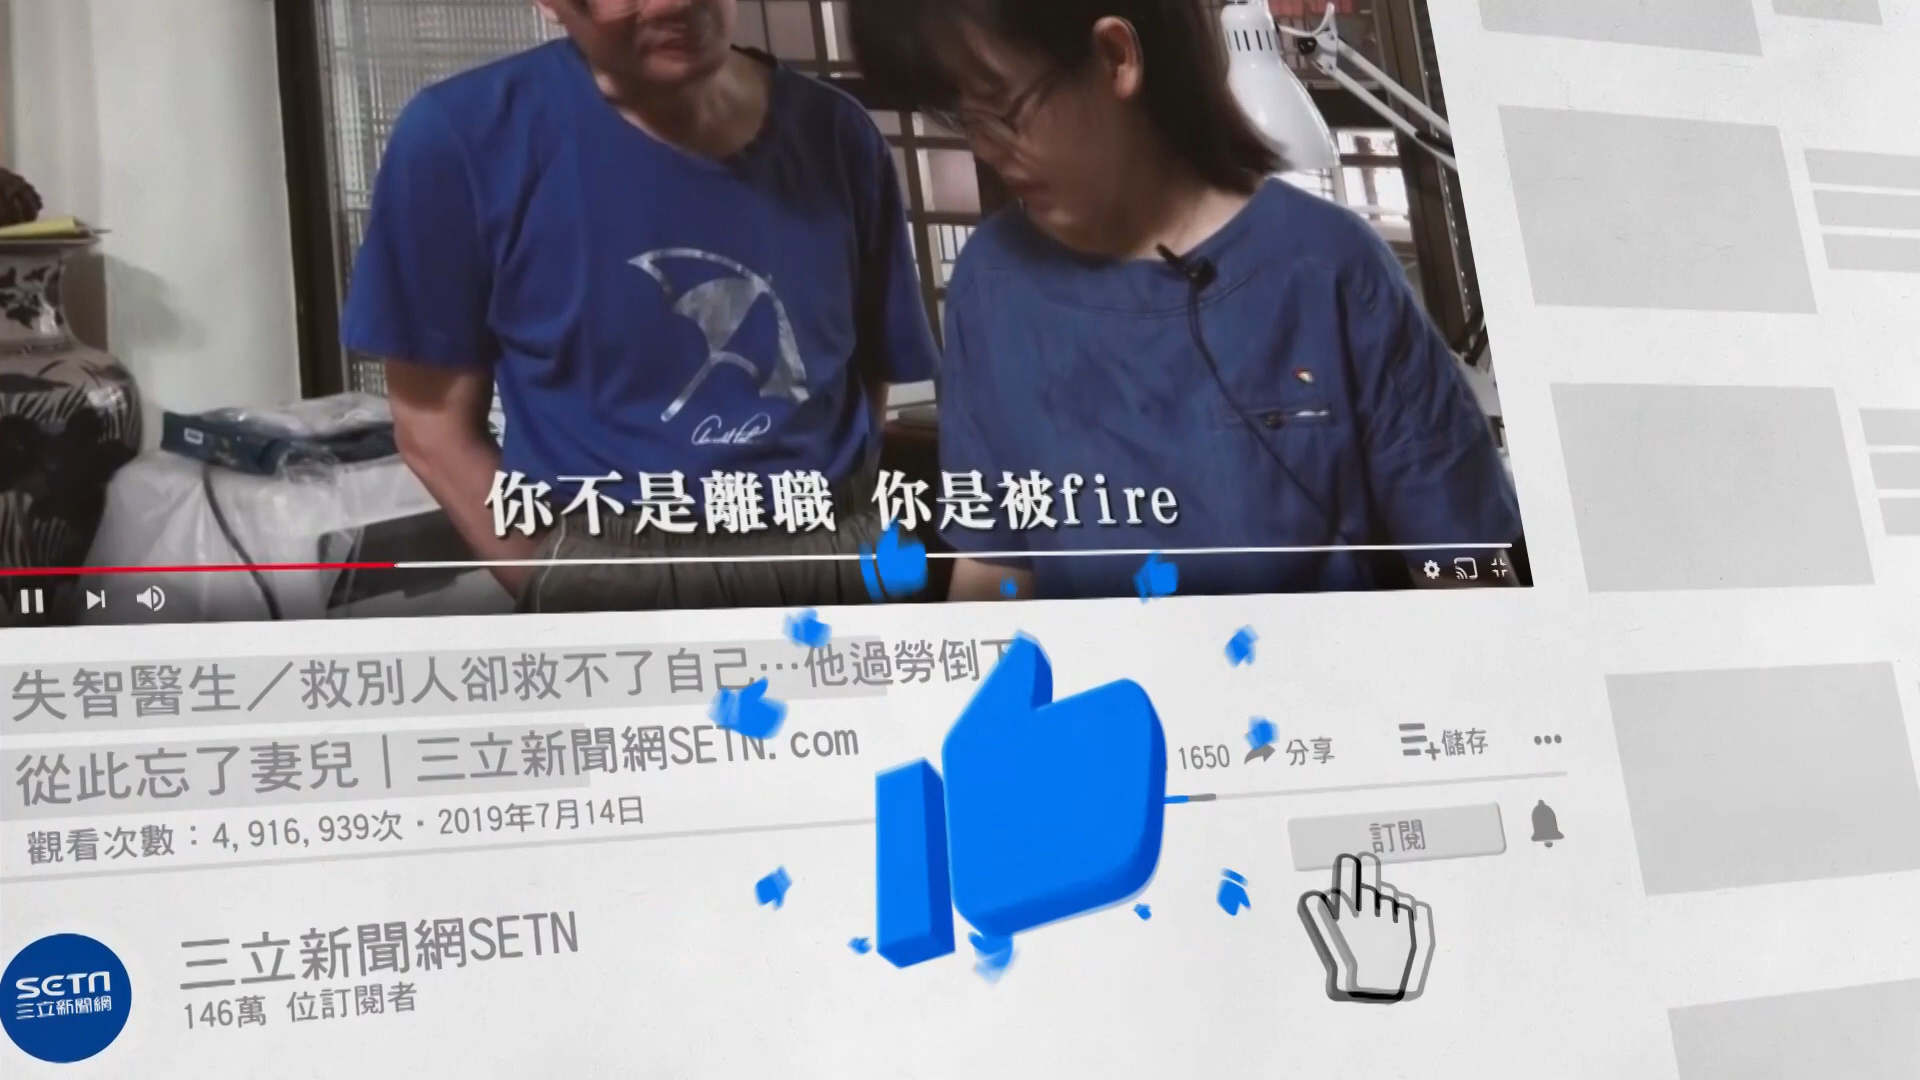 你不是離職 你是被fire
失智醫生／救別人卻救不了自己…他過勞倒下
從此忘了妻兒｜三立新聞網SETN.com
1650 分享 儲存
觀看次數：4,916,939次・2019年7月14日
訂閱
三立新聞網SETN
146萬 位訂閱者
SETN
三立新聞網